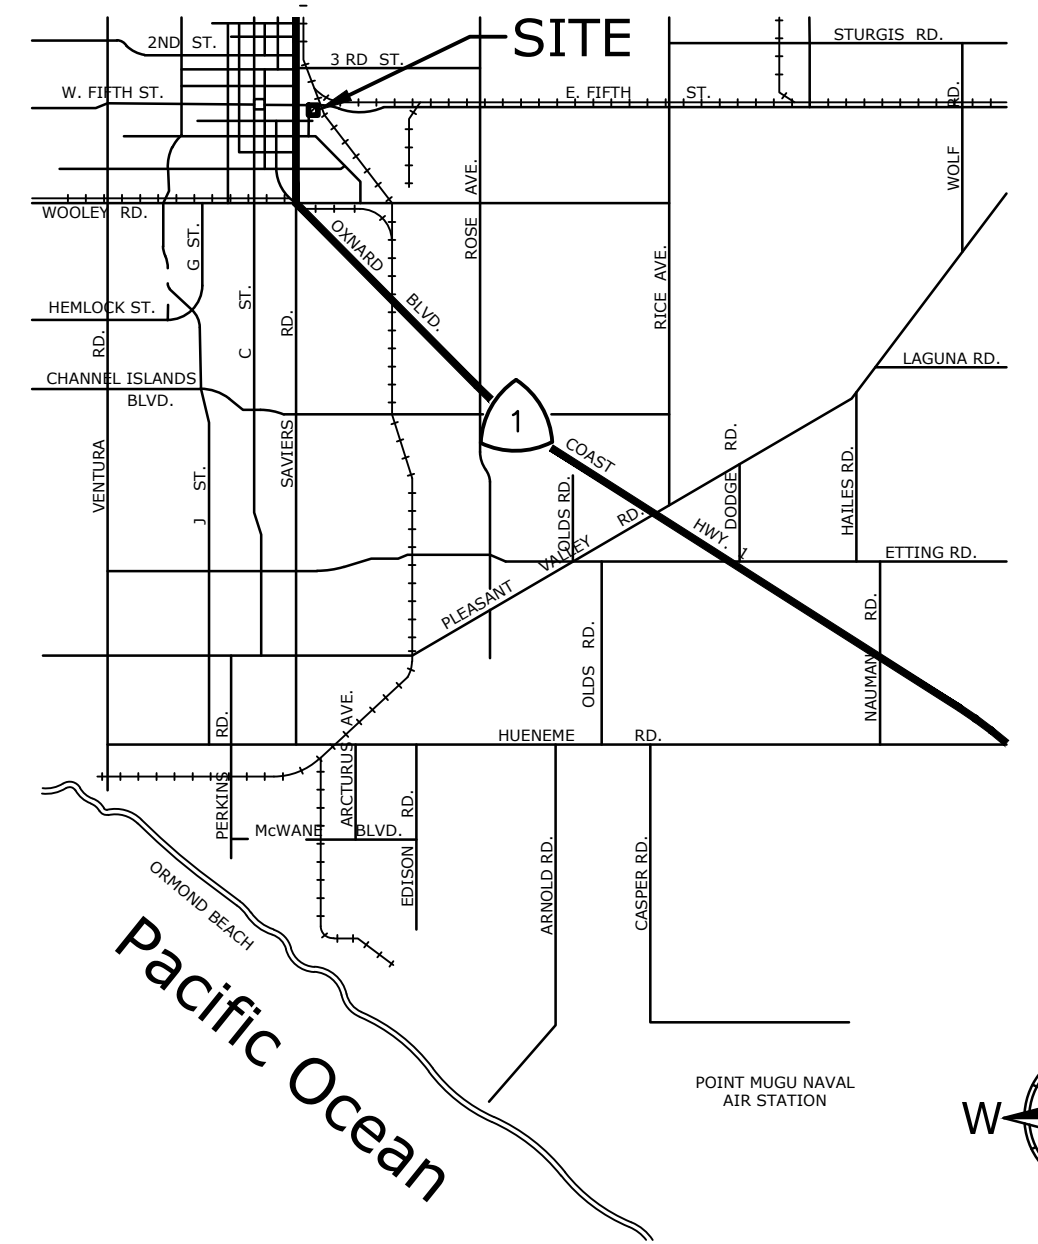 SITE
2ND ST.
STURGIS RD.
3 RD ST.
W. FIFTH ST.
E. FIFTH ST.
WOLF RD.
ROSE AVE.
WOOLEY RD.
G ST.
OXNARD BLVD.
RICE AVE.
HEMLOCK ST.
C ST.
SAVIERS RD.
VENTURA RD.
LAGUNA RD.
CHANNEL ISLANDS
BLVD.
1
COAST HWY. 1
J ST.
OLDS RD.
DODGE RD.
HAILES RD.
PLEASANT VALLEY RD.
ETTING RD.
OLDS RD.
NAUMAN RD.
HUENEME RD.
PERKINS RD.
ARCTURUS AVE.
McWANE BLVD.
EDISON RD.
ARNOLD RD.
CASPER RD.
ORMOND BEACH
Pacific Ocean
POINT MUGU NAVAL
AIR STATION
W